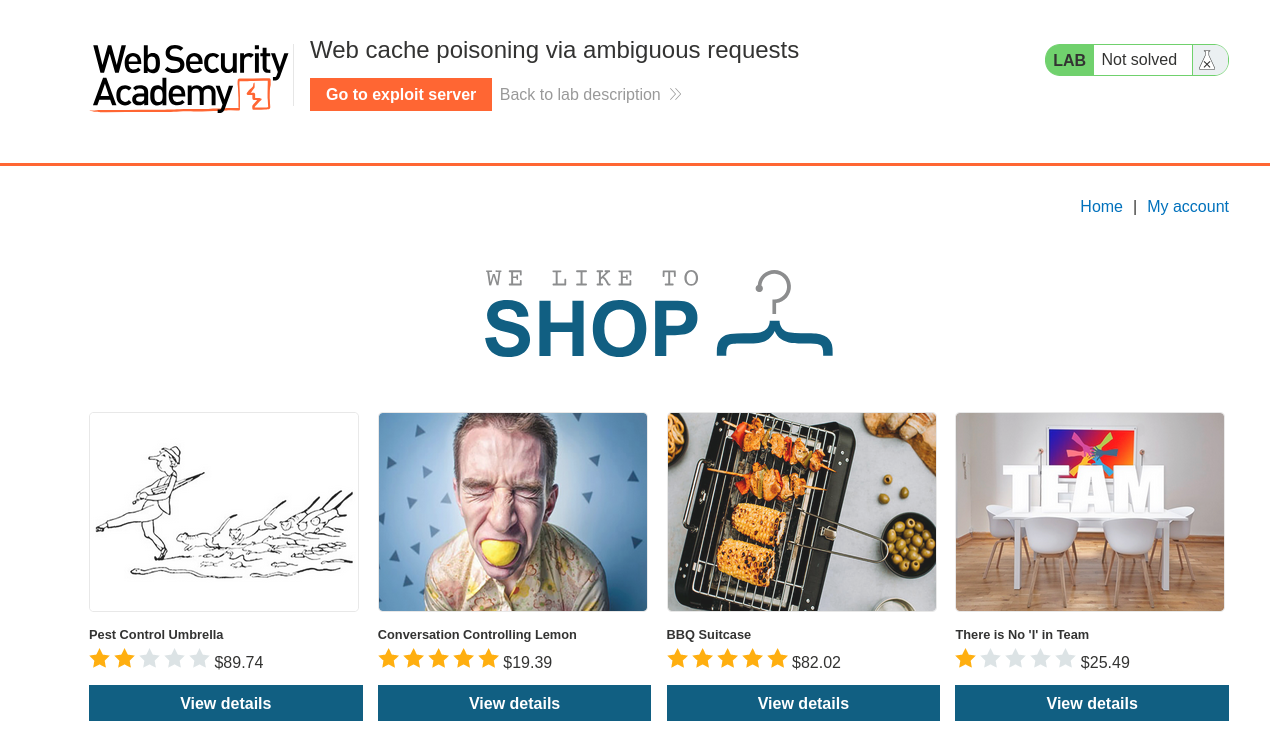 Web Security
Academy
Web cache poisoning via ambiguous requests
Go to exploit server
Back to lab description
LAB
Not solved
Home | My account
WE LIKE TO
SHOP
TEAM
Pest Control Umbrella
$89.74
View details
Conversation Controlling Lemon
$19.39
View details
BBQ Suitcase
$82.02
View details
There is No 'I' in Team
$25.49
View details